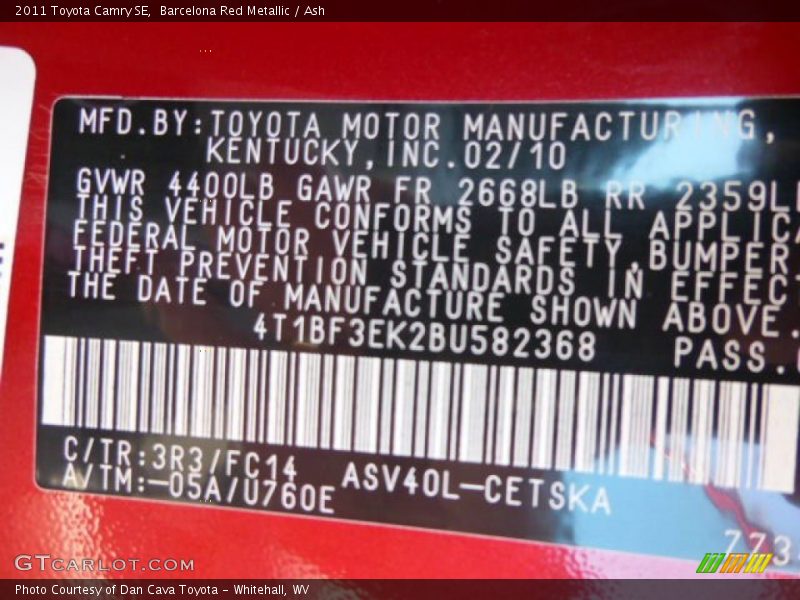 2011 Toyota Camry SE,  Barcelona Red Metallic / Ash
MFD.BY:TOYOTA MOTOR MANUFACTURING,
KENTUCKY,INC.02/10
GVWR 4400LB GAWR FR 2668LB RR 2359L
THIS VEHICLE CONFORMS TO ALL APPLICA
FEDERAL MOTOR VEHICLE SAFETY,BUMPER
THEFT PREVENTION STANDARDS IN EFFECT
THE DATE OF MANUFACTURE SHOWN ABOVE.
4T1BF3EK2BU582368 PASS.
C/TR:3R3/FC14 ASV40L-CETSKA
A/TM:-05A/U760E
773
GTCARLOT.COM
Photo Courtesy of Dan Cava Toyota - Whitehall, WV